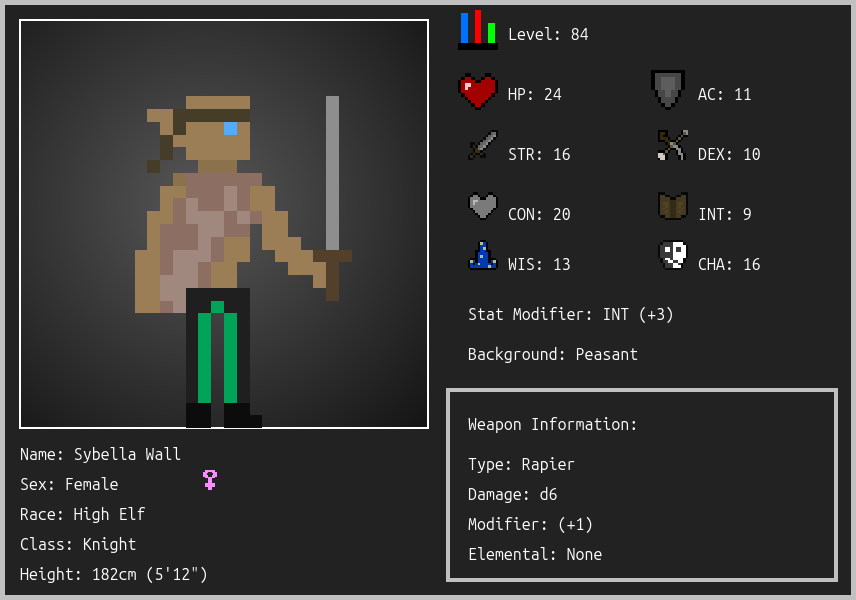 Level: 84
HP: 24
AC: 11
STR: 16
DEX: 10
CON: 20
INT: 9
WIS: 13
CHA: 16
Stat Modifier: INT (+3)
Background: Peasant
Name: Sybella Wall
Sex: Female
Race: High Elf
Class: Knight
Height: 182cm (5'12")
Weapon Information:
Type: Rapier
Damage: d6
Modifier: (+1)
Elemental: None